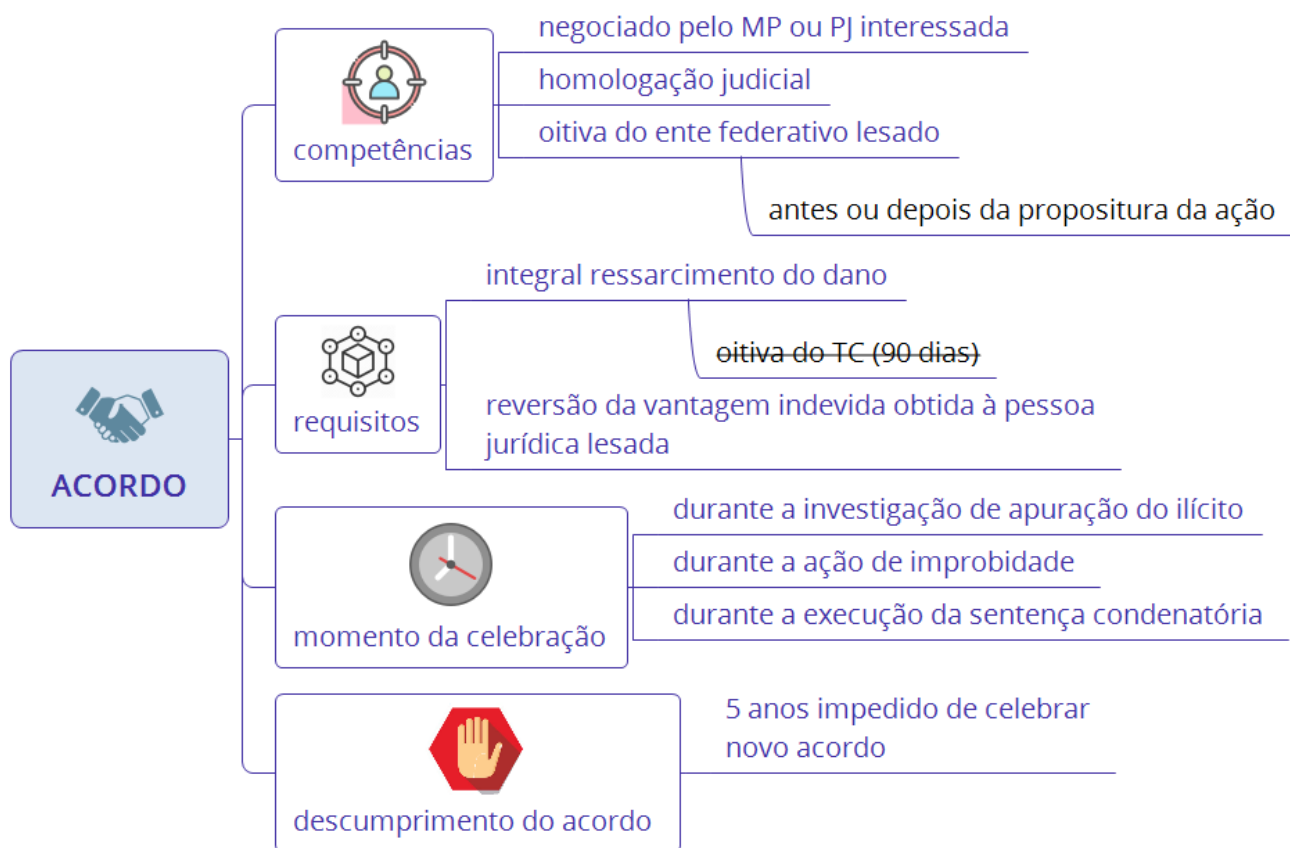 ACORDO
competências
negociado pelo MP ou PJ interessada
homologação judicial
oitiva do ente federativo lesado
antes ou depois da propositura da ação
requisitos
integral ressarcimento do dano
oitiva do TC (90 dias)
reversão da vantagem indevida obtida à pessoa
jurídica lesada
momento da celebração
durante a investigação de apuração do ilícito
durante a ação de improbidade
durante a execução da sentença condenatória
descumprimento do acordo
5 anos impedido de celebrar
novo acordo